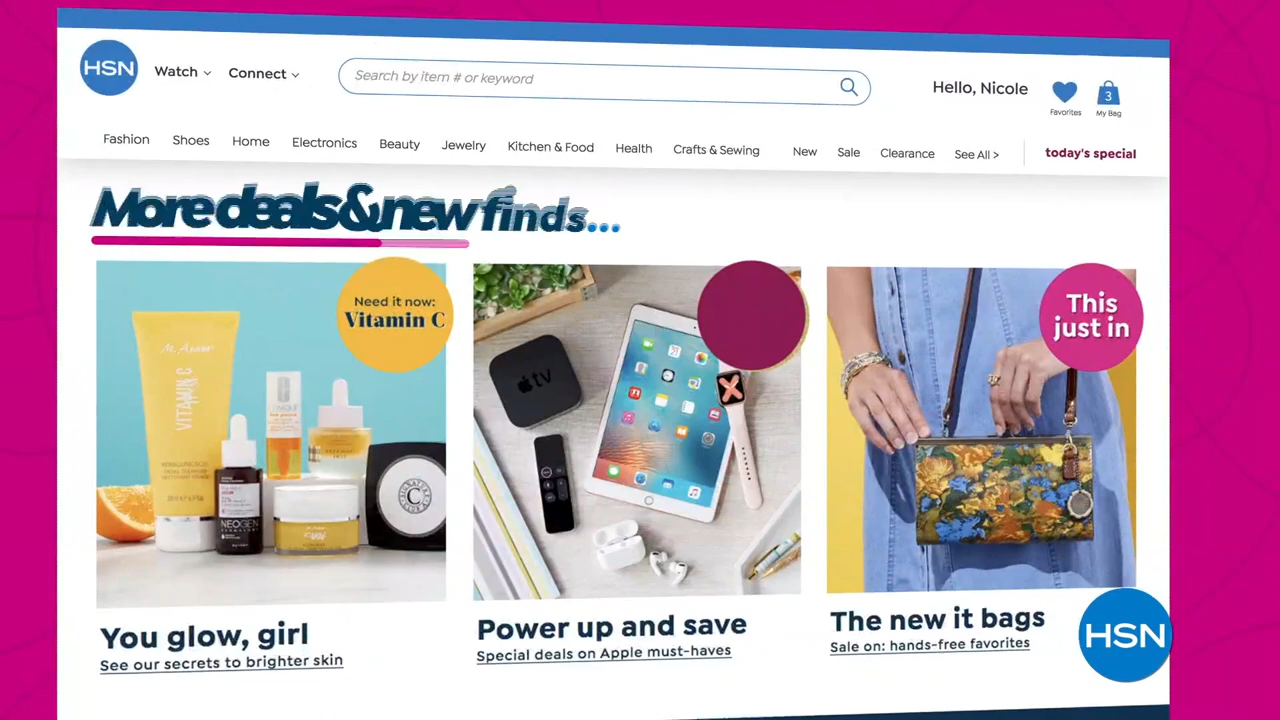 HSN
Watch
Connect
Search by item # or keyword
Hello, Nicole
Favorites
3
My Bag
Fashion
Shoes
Home
Electronics
Beauty
Jewelry
Kitchen & Food
Health
Crafts & Sewing
New
Sale
Clearance
See All >
today's special
More deals & new finds...
Need it now:
Vitamin C
VITAMIN C
NEOGEN
C
tv
This
just in
You glow, girl
See our secrets to brighter skin
Power up and save
Special deals on Apple must-haves
The new it bags
Sale on: hands-free favorites
HSN